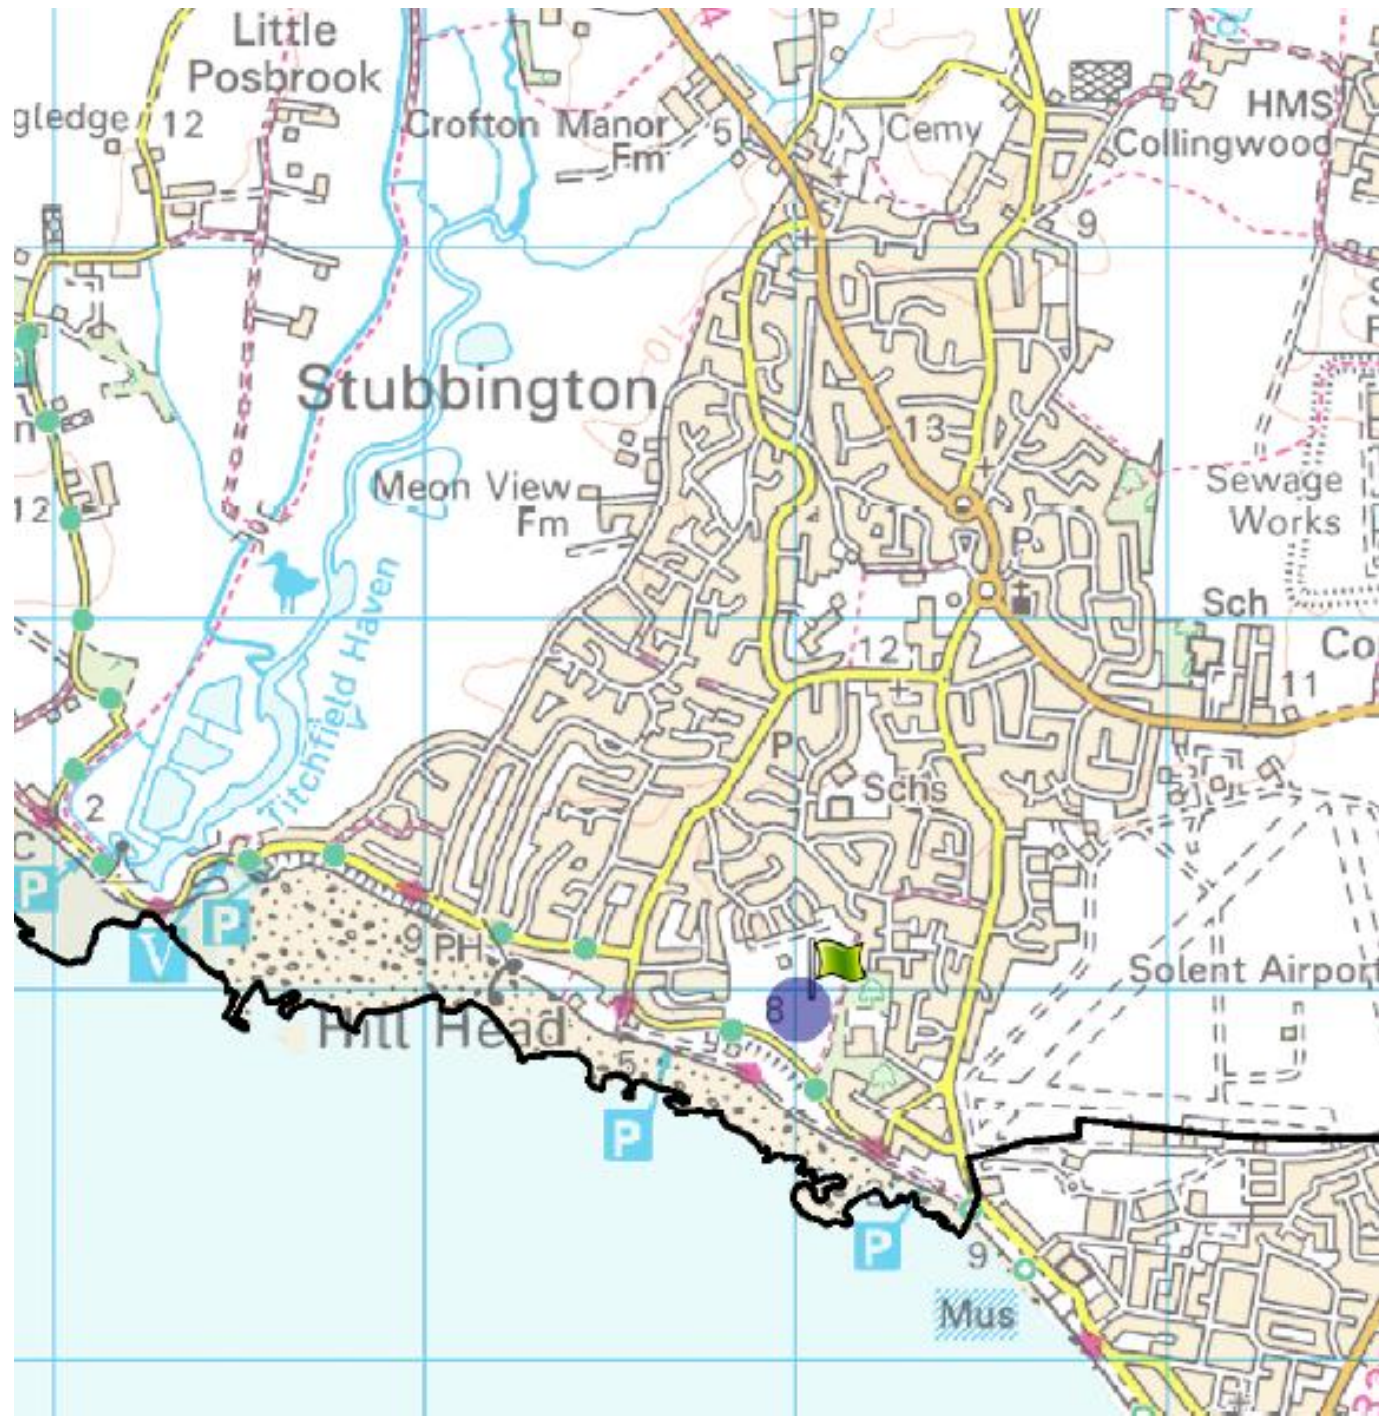 Little
Posbrook
gledge
12
Crofton Manor
Fm
5
Cemy
HMS
Collingwood
9
10
Stubbington
13
Meon View
Fm
12
Sewage
Works
P
Titchfield Haven
Sch
12
Co
11
P
2
Schs
C
P
P
V
9
PH
Solent Airport
8
Hill Head
5
P
P
9
Mus
33